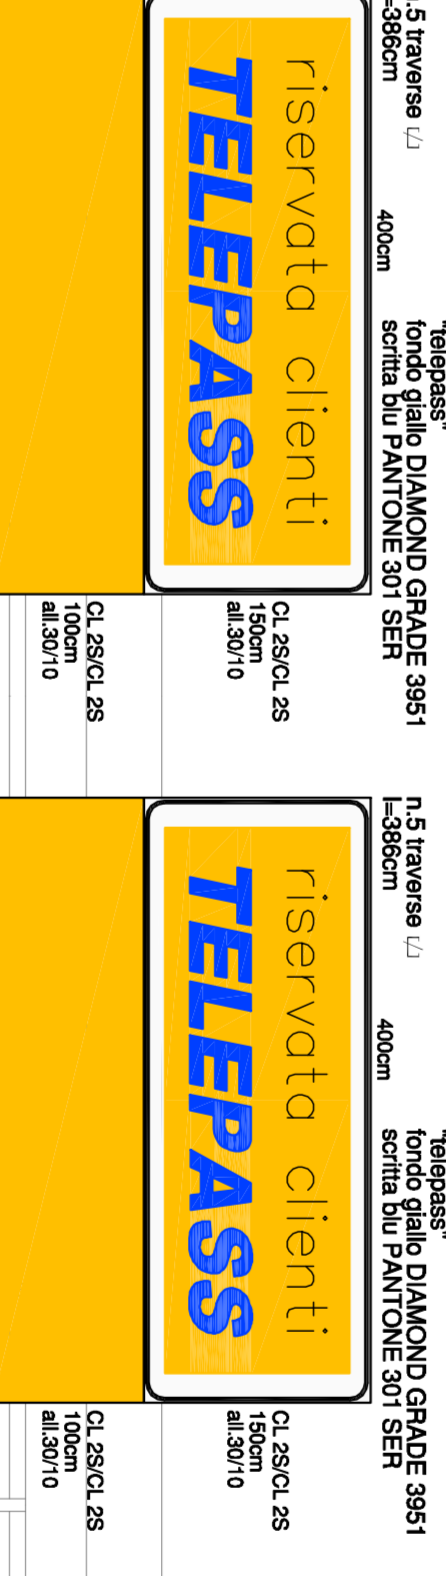 "telepass"
fondo giallo DIAMOND GRADE 3951
scritta blu PANTONE 301 SER
.5 traverse
=386cm
400cm
riservata clienti
TELEPASS
CL 2S/CL 2S
150cm
all.30/10
CL 2S/CL 2S
100cm
all.30/10
"telepass"
fondo giallo DIAMOND GRADE 3951
scritta blu PANTONE 301 SER
n.5 traverse
l=386cm
400cm
riservata clienti
TELEPASS
CL 2S/CL 2S
150cm
all.30/10
CL 2S/CL 2S
100cm
all.30/10